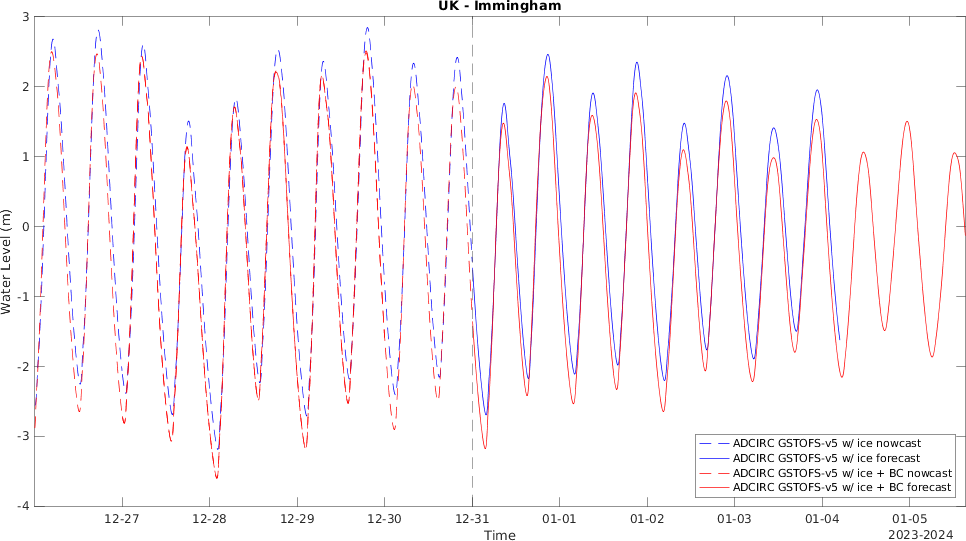 UK - Immingham
3
2
1
0
-1
-2
-3
-4
Water Level (m)
12-27
12-28
12-29
12-30
12-31
01-01
01-02
01-03
01-04
01-05
Time
2023-2024
ADCIRC GSTOFS-v5 w/ ice nowcast
ADCIRC GSTOFS-v5 w/ ice forecast
ADCIRC GSTOFS-v5 w/ ice + BC nowcast
ADCIRC GSTOFS-v5 w/ ice + BC forecast